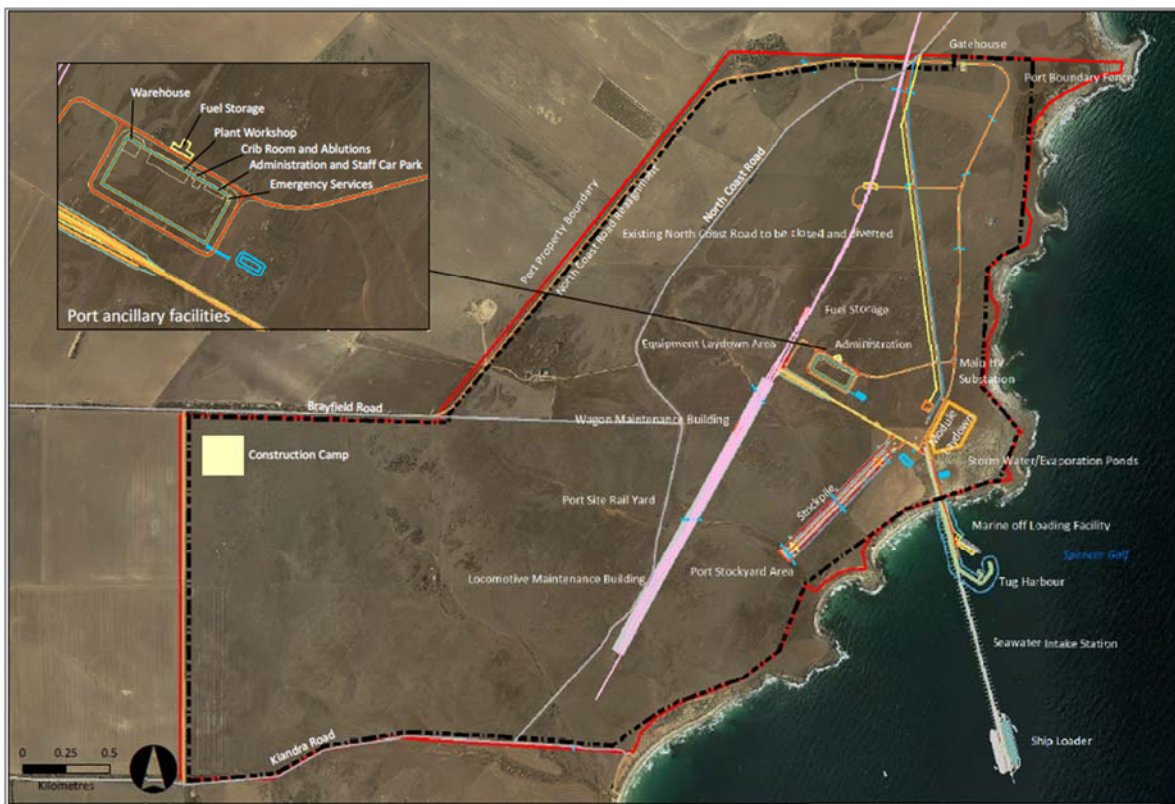 Gatehouse
Port Boundary Fence
Warehouse
Fuel Storage
Plant Workshop
Crib Room and Ablutions
Administration and Staff Car Park
Emergency Services
Port ancillary facilities
Port Property Boundary
North Coast Road Realignment
North Coast Road
Existing North Coast Road to be closed and diverted
Fuel Storage
Equipment Laydown Area
Administration
Main HV
Substation
Brayfield Road
Wagon Maintenance Building
Module
Laydown
Construction Camp
Storm Water/Evaporation Ponds
Port Site Rail Yard
Stockpile
Marine off Loading Facility
Spencer Gulf
Locomotive Maintenance Building
Port Stockyard Area
Tug Harbour
Seawater Intake Station
Kiandra Road
Ship Loader
0 0.25 0.5
Kilometres